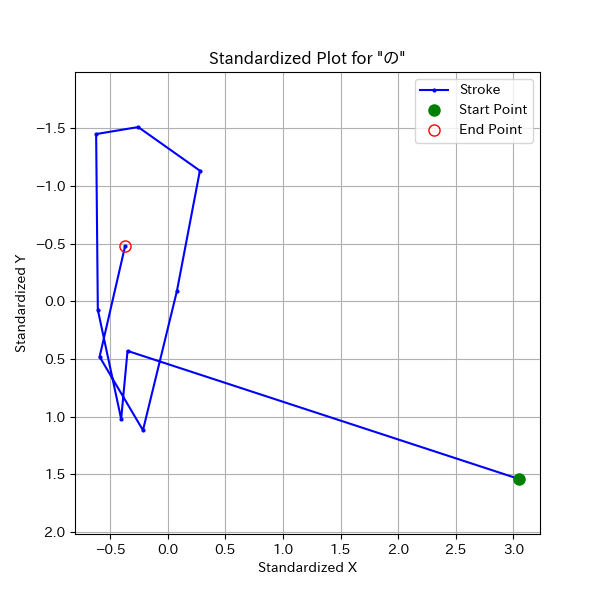 Standardized Plot for "の"
Stroke
Start Point
End Point
Standardized Y
−1.5
−1.0
−0.5
0.0
0.5
1.0
1.5
2.0
−0.5 0.0 0.5 1.0 1.5 2.0 2.5 3.0
Standardized X